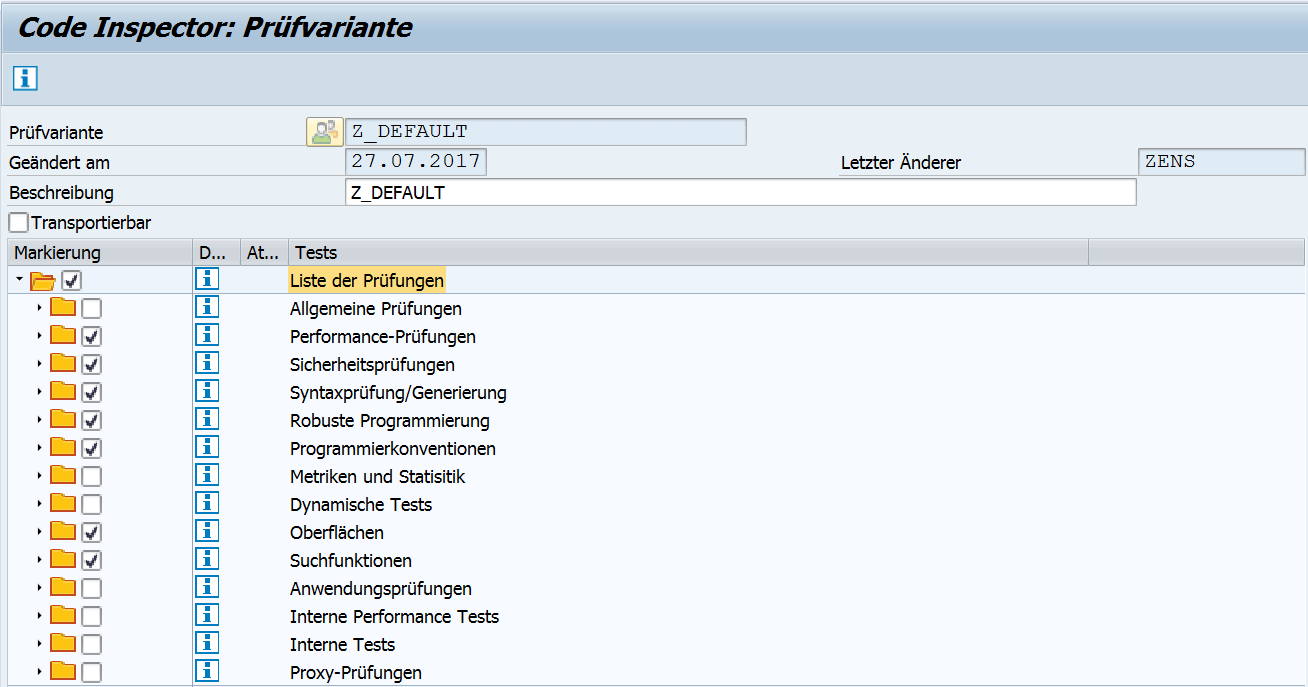 Code Inspector: Prüfvariante
Prüfvariante Z_DEFAULT
Geändert am 27.07.2017 Letzter Änderer ZENS
Beschreibung Z_DEFAULT
Transportierbar
Markierung D... At... Tests
Liste der Prüfungen
Allgemeine Prüfungen
Performance-Prüfungen
Sicherheitsprüfungen
Syntaxprüfung/Generierung
Robuste Programmierung
Programmierkonventionen
Metriken und Statisitik
Dynamische Tests
Oberflächen
Suchfunktionen
Anwendungsprüfungen
Interne Performance Tests
Interne Tests
Proxy-Prüfungen